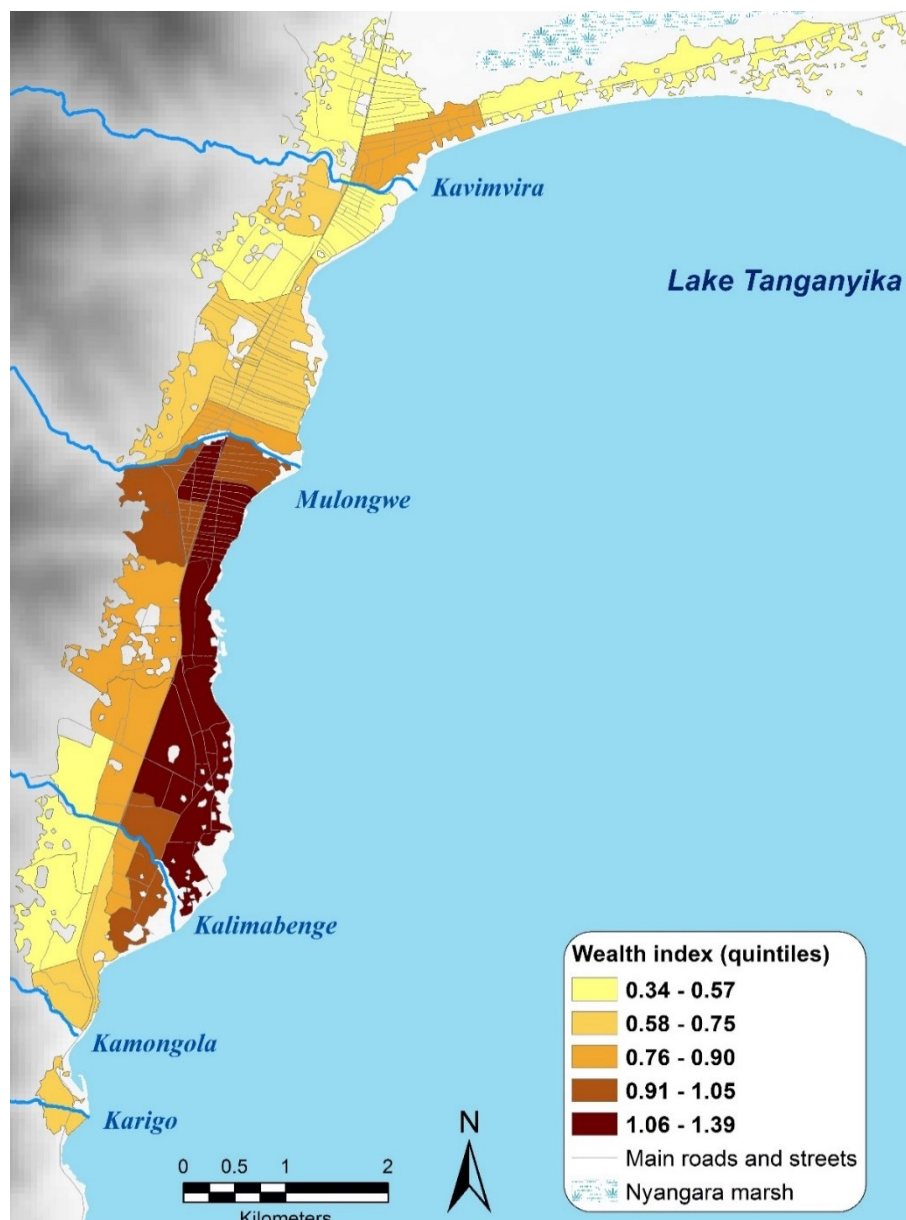 Kavimvira
Lake Tanganyika
Mulongwe
Kalimabenge
Kamongola
Karigo
Wealth index (quintiles)
0.34 - 0.57
0.58 - 0.75
0.76 - 0.90
0.91 - 1.05
1.06 - 1.39
Main roads and streets
Nyangara marsh
N
0 0.5 1 2
Kilometers